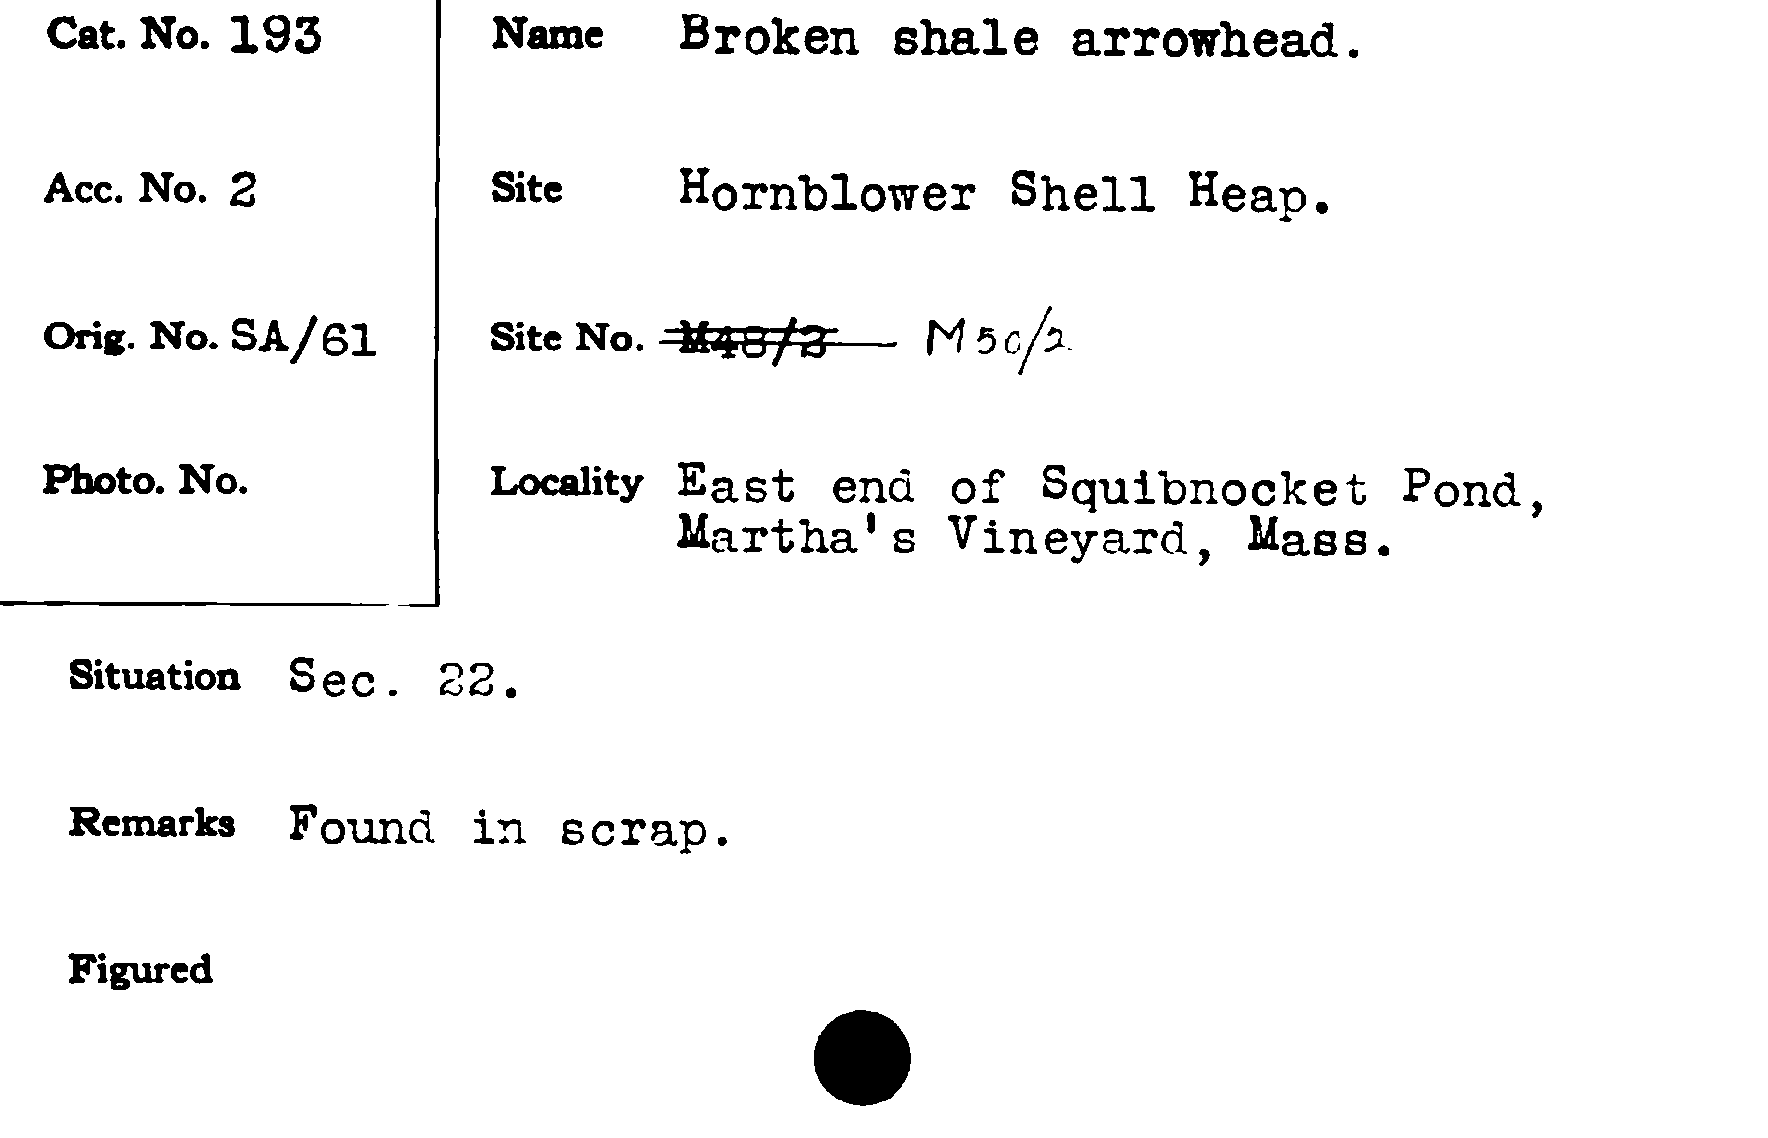 Cat. No. 193
Name Broken shale arrowhead.
Acc. No. 2
Site Hornblower Shell Heap.
Orig. No. SA/61
Site No. M48/2 M50/2
Photo. No.
Locality East end of Squibnocket Pond,
Martha's Vineyard, Mass.
Situation Sec. 22.
Remarks Found in scrap.
Figured